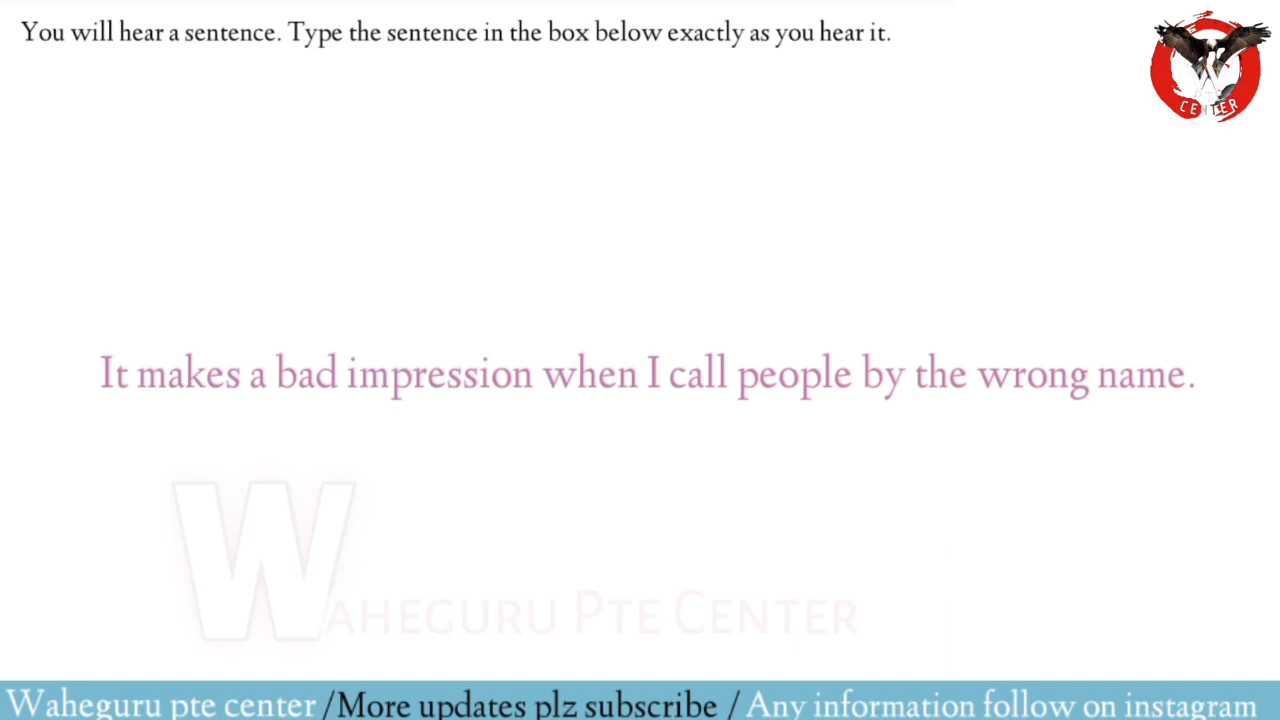 You will hear a sentence. Type the sentence in the box below exactly as you hear it.
CENTER
It makes a bad impression when I call people by the wrong name.
WAHEGURU PTE CENTER
Waheguru pte center /More updates plz subscribe / Any information follow on instagram